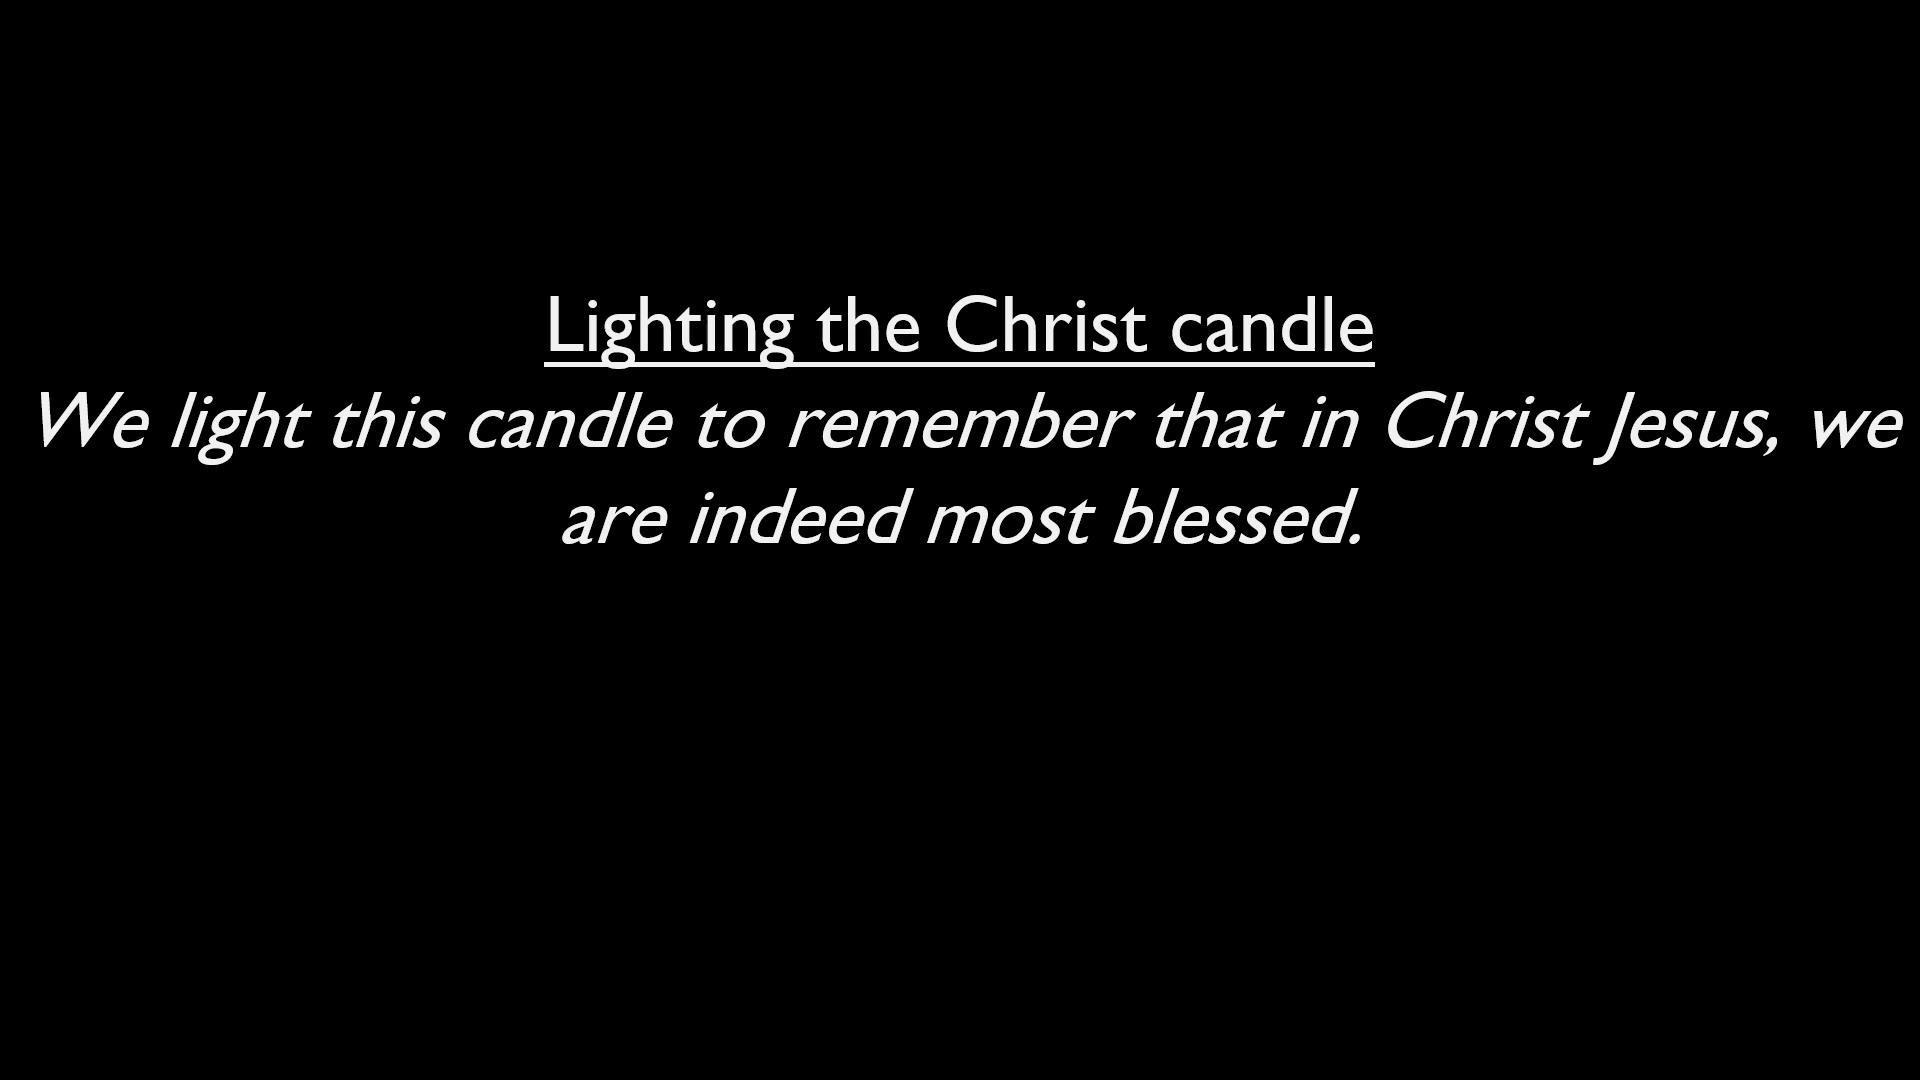 Lighting the Christ candle
We light this candle to remember that in Christ Jesus, we
are indeed most blessed.